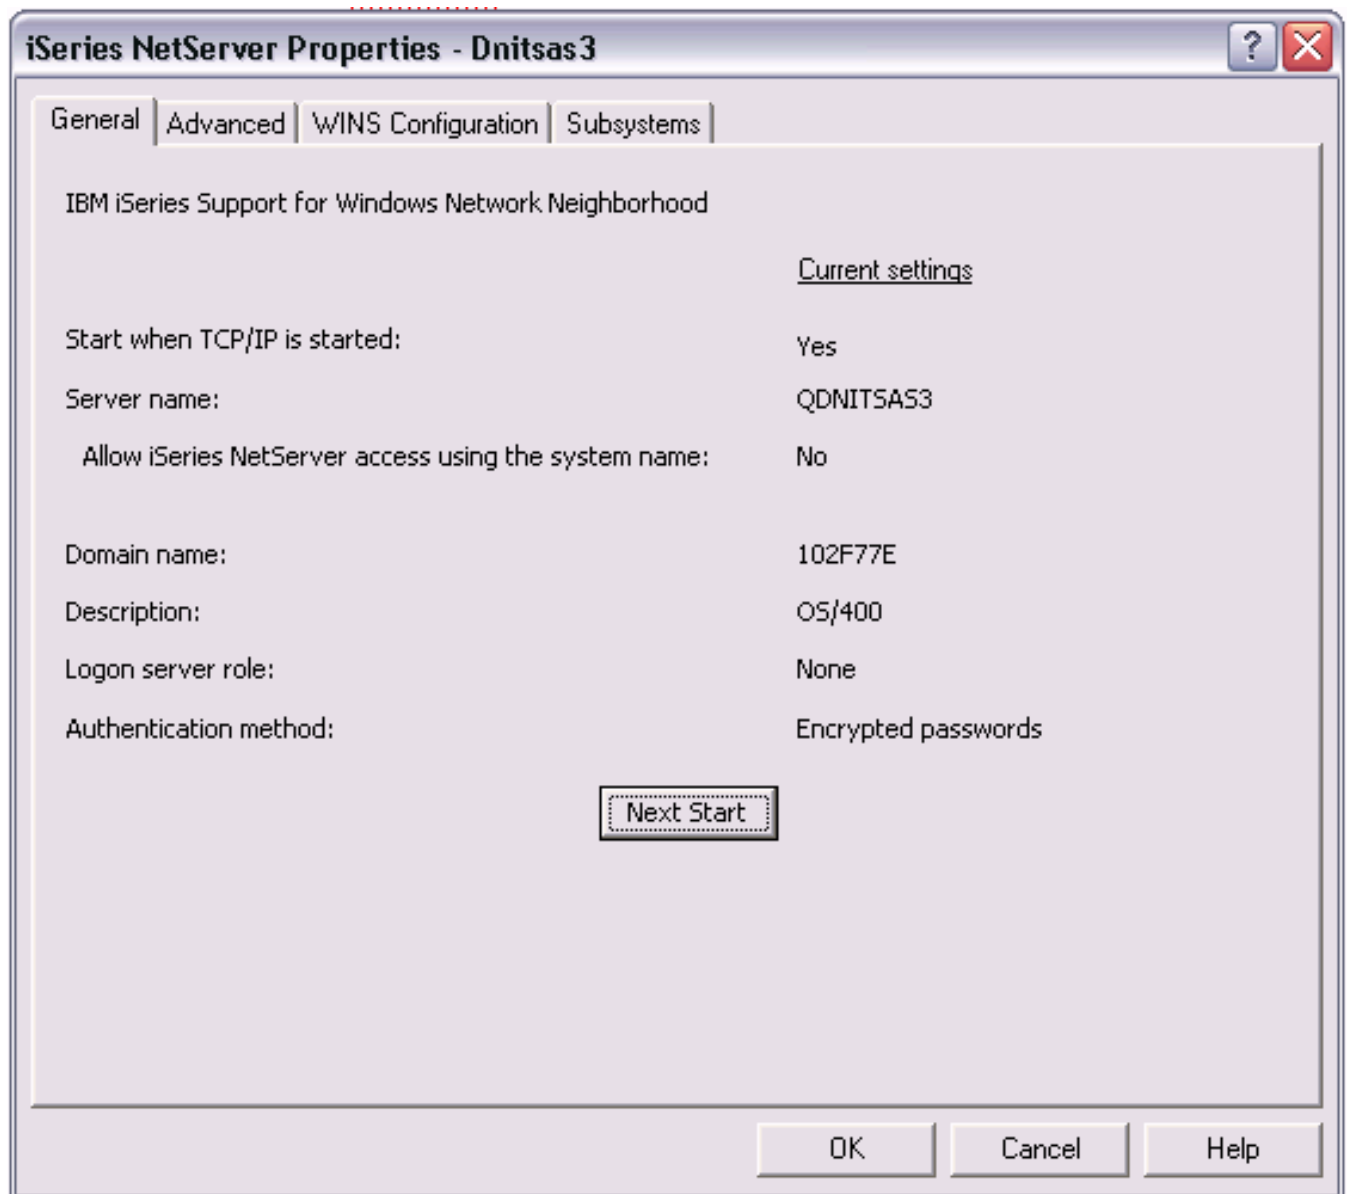 iSeries NetServer Properties - Dnitsas3
General Advanced WINS Configuration Subsystems
IBM iSeries Support for Windows Network Neighborhood
Current settings
Start when TCP/IP is started: Yes
Server name: QDNITSAS3
Allow iSeries NetServer access using the system name: No
Domain name: 102F77E
Description: OS/400
Logon server role: None
Authentication method: Encrypted passwords
Next Start
OK Cancel Help